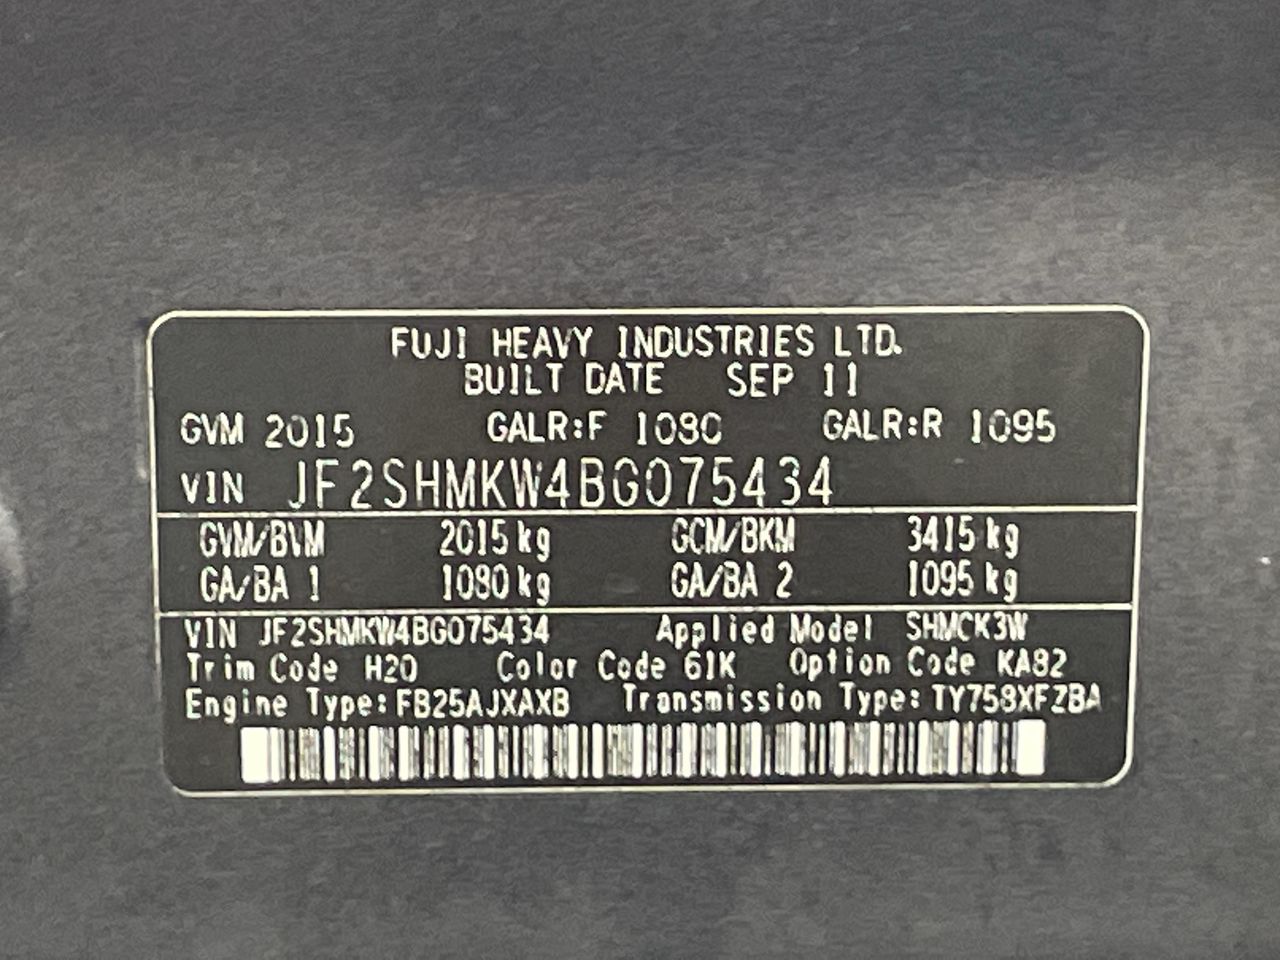 FUJI HEAVY INDUSTRIES LTD.
BUILT DATE SEP 11
GVM 2015 GALR:F 1080 GALR:R 1095
VIN JF2SHMKW4BG075434
GVM/BVM 2015 kg GCM/BKM 3415 kg
GA/BA 1 1080 kg GA/BA 2 1095 kg
VIN JF2SHMKW4BG075434 Applied Model SHMCK3W
Trim Code H20 Color Code 61K Option Code KA82
Engine Type: FB25AJXAXB Transmission Type: TY758XFZBA